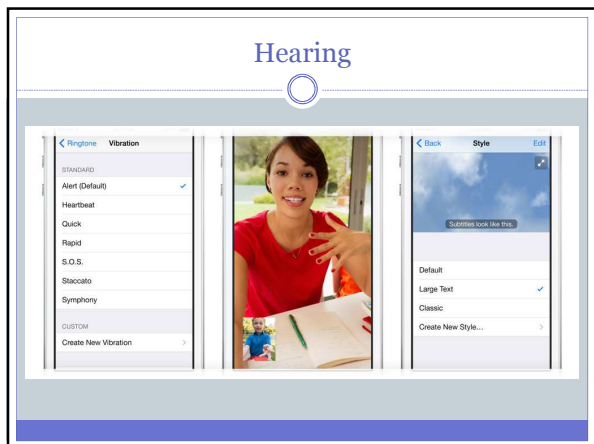 Hearing
Ringtone Vibration
STANDARD
Alert (Default)
Heartbeat
Quick
Rapid
S.O.S.
Staccato
Symphony
CUSTOM
Create New Vibration
Back Style Edit
Subtitles look like this.
Default
Large Text
Classic
Create New Style...